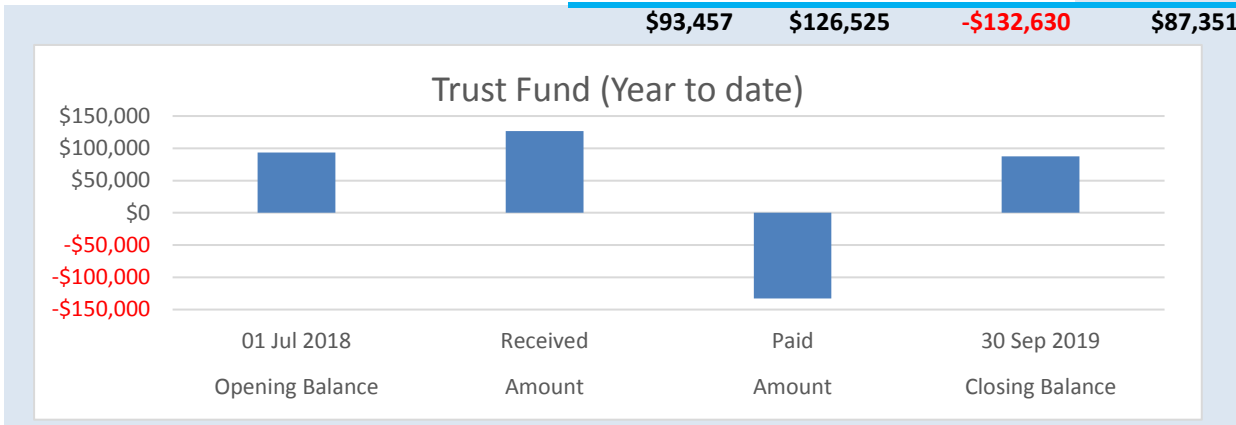 $93,457 $126,525 -$132,630 $87,351
Trust Fund (Year to date)
$150,000
$100,000
$50,000
$0
-$50,000
-$100,000
-$150,000
01 Jul 2018 Received Paid 30 Sep 2019
Opening Balance Amount Amount Closing Balance